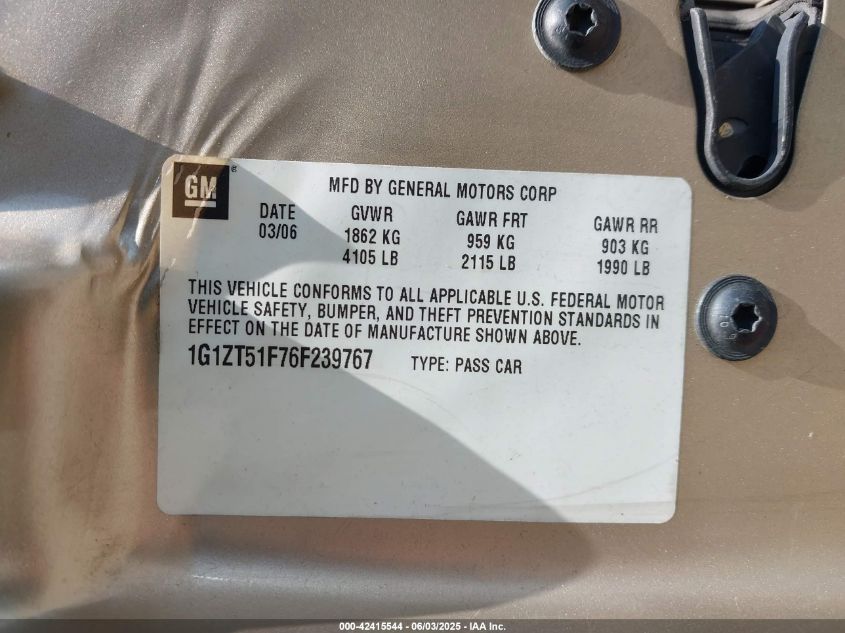 GM ®
MFD BY GENERAL MOTORS CORP
DATE GVWR GAWR FRT GAWR RR
03/06 1862 KG 959 KG 903 KG
4105 LB 2115 LB 1990 LB
THIS VEHICLE CONFORMS TO ALL APPLICABLE U.S. FEDERAL MOTOR
VEHICLE SAFETY, BUMPER, AND THEFT PREVENTION STANDARDS IN
EFFECT ON THE DATE OF MANUFACTURE SHOWN ABOVE.
1G1ZT51F76F239767 TYPE: PASS CAR
000-42415544 - 06/03/2025 - IAA Inc.